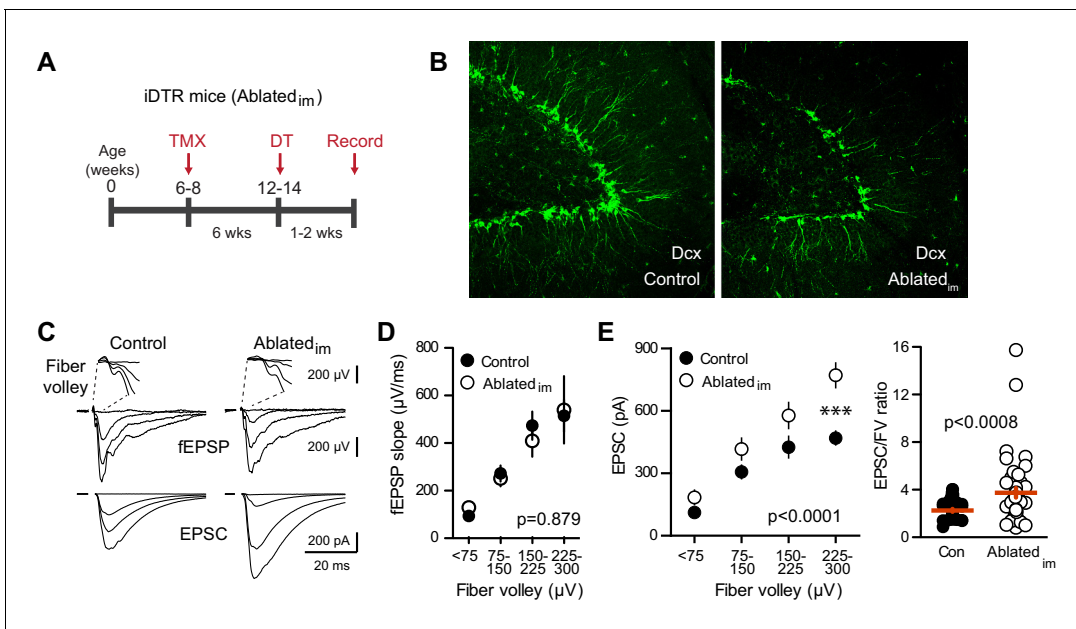 A
iDTR mice (Ablatedim)
Age
(weeks)
TMX
DT
Record
0
6-8
12-14
6 wks
1-2 wks
B
Dcx
Control
Dcx
Ablatedim
C
Control
Ablatedim
Fiber
volley
200 µV
fEPSP
200 µV
EPSC
200 pA
20 ms
D
800
600
400
200
0
fEPSP slope (µV/ms)
Control
Ablatedim
p=0.879
<75
75-
150
150-
225
225-
300
Fiber volley (µV)
E
900
600
300
0
EPSC (pA)
Control
Ablatedim
***
p<0.0001
<75
75-
150
150-
225
225-
300
Fiber volley (µV)
16
12
8
4
0
EPSC/FV ratio
p<0.0008
Con
Ablatedim